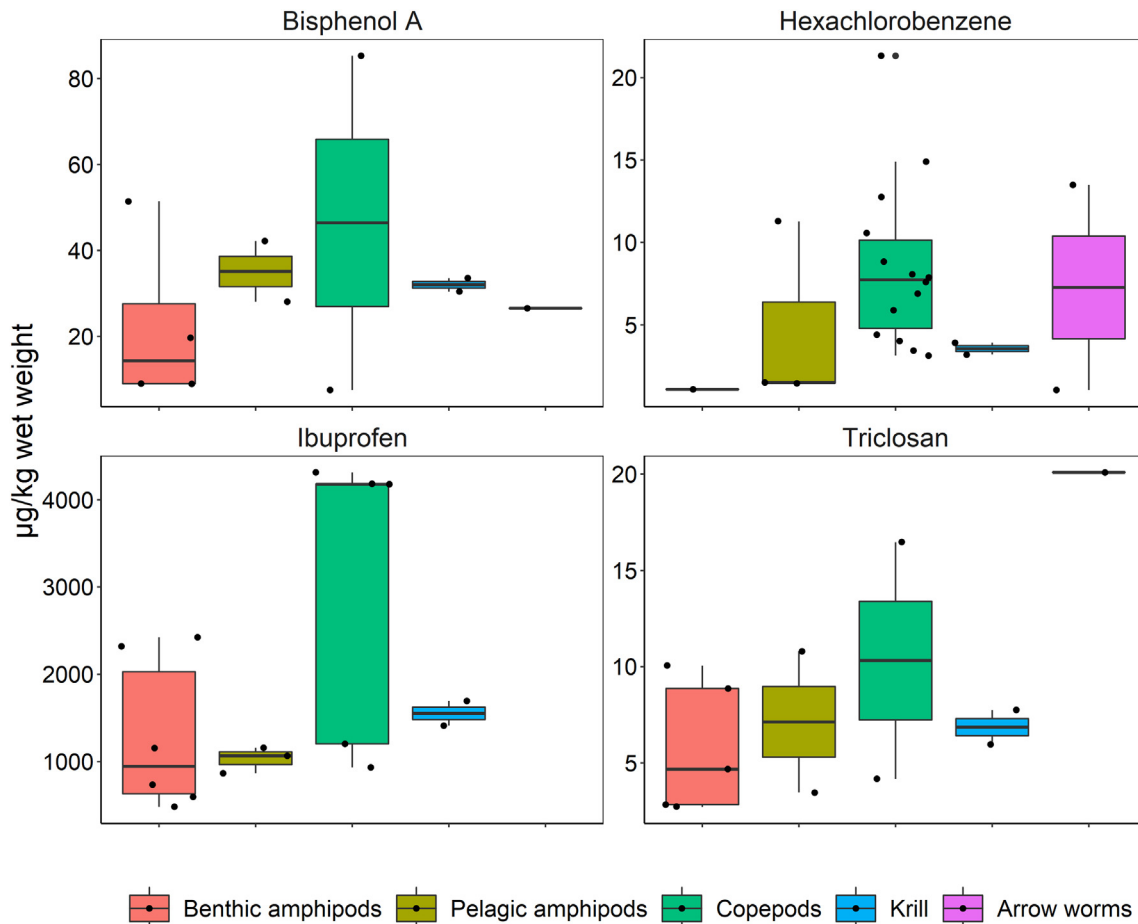 Bisphenol A
Hexachlorobenzene
80
60
40
20
20
15
10
5
µg/kg wet weight
Ibuprofen
Triclosan
4000
3000
2000
1000
20
15
10
5
Benthic amphipods Pelagic amphipods Copepods Krill Arrow worms